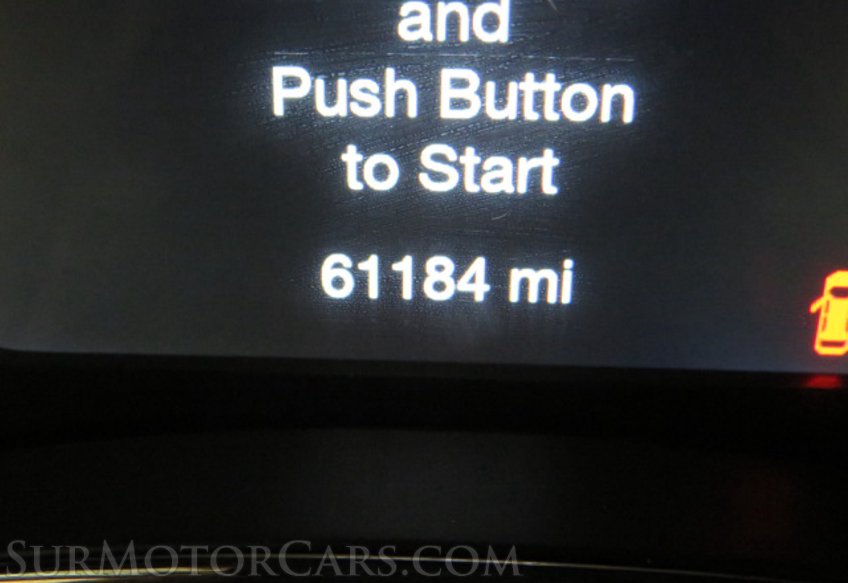 and
Push Button
to Start
61184 mi
SurMotorCars.com